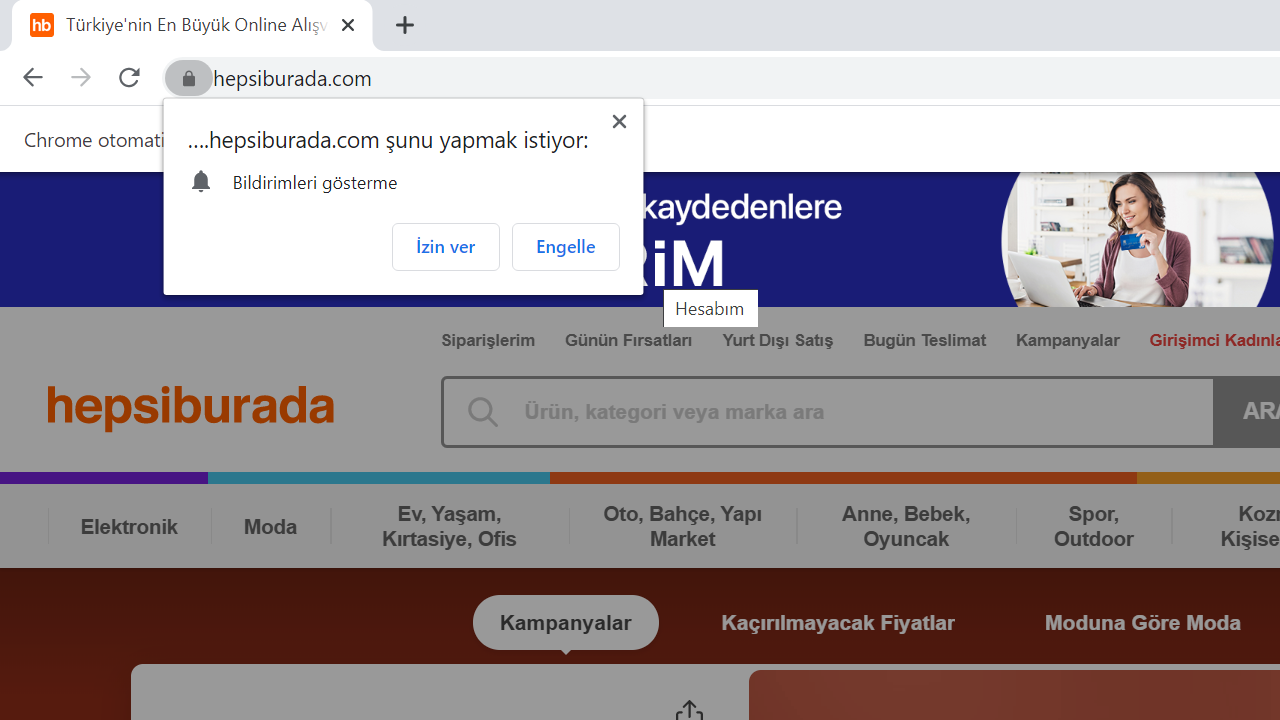 hb Türkiye'nin En Büyük Online Alışv
hepsiburada.com
Chrome otomati
....hepsiburada.com şunu yapmak istiyor:
Bildirimleri gösterme
İzin ver Engelle
kaydedenlere
RiM
Hesabım
Siparişlerim Günün Fırsatları Yurt Dışı Satış Bugün Teslimat Kampanyalar Girişimci Kadınla
hepsiburada
Ürün, kategori veya marka ara ARA
Elektronik Moda Ev, Yaşam, Kırtasiye, Ofis Oto, Bahçe, Yapı Market Anne, Bebek, Oyuncak Spor, Outdoor Kozm Kişise
Kampanyalar Kaçırılmayacak Fiyatlar Moduna Göre Moda